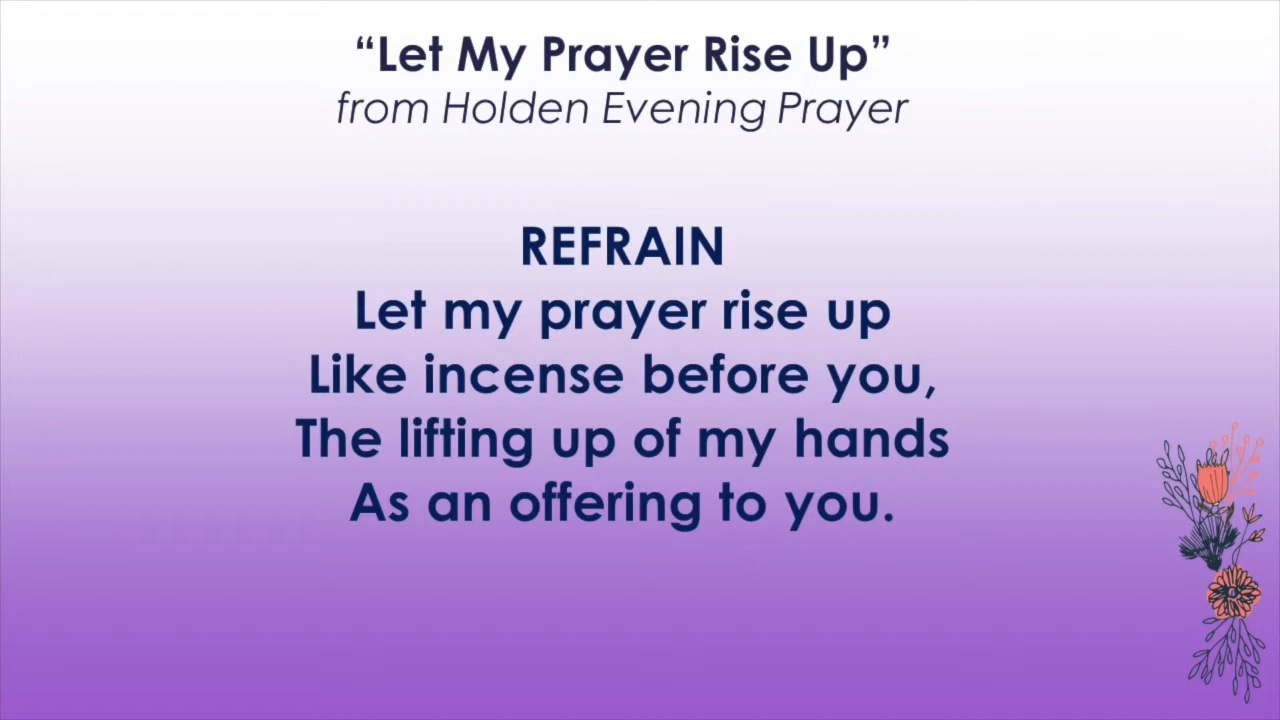 “Let My Prayer Rise Up”
from Holden Evening Prayer
REFRAIN
Let my prayer rise up
Like incense before you,
The lifting up of my hands
As an offering to you.